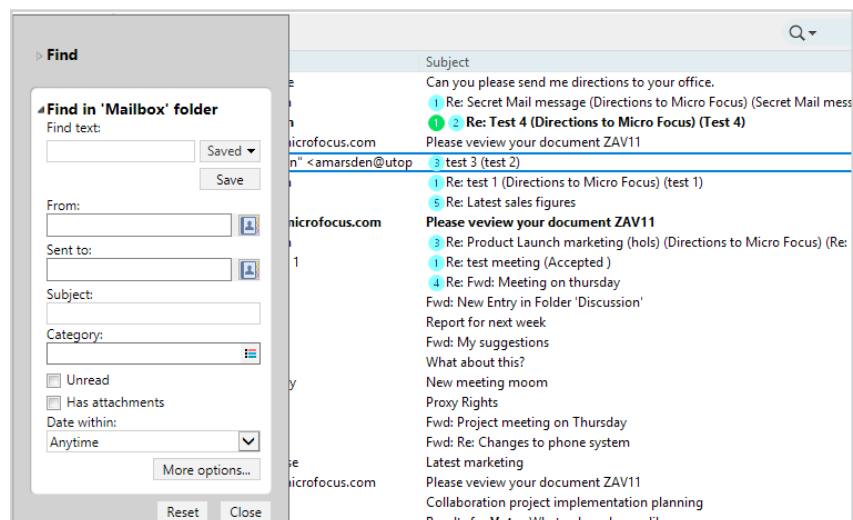 Find
Find in 'Mailbox' folder
Find text:
Saved
Save
From:
Sent to:
Subject:
Category:
Unread
Has attachments
Date within:
Anytime
More options...
Reset Close
Subject
Can you please send me directions to your office.
1 Re: Secret Mail message (Directions to Micro Focus) (Secret Mail mess
1 2 Re: Test 4 (Directions to Micro Focus) (Test 4)
icrofocus.com Please veview your document ZAV11
n" <amarsden@utop 3 test 3 (test 2)
1 Re: test 1 (Directions to Micro Focus) (test 1)
5 Re: Latest sales figures
nicrofocus.com Please veview your document ZAV11
3 Re: Product Launch marketing (hols) (Directions to Micro Focus) (Re:
1 1 Re: test meeting (Accepted )
4 Re: Fwd: Meeting on thursday
Fwd: New Entry in Folder 'Discussion'
Report for next week
Fwd: My suggestions
What about this?
y New meeting moom
Proxy Rights
Fwd: Project meeting on Thursday
Fwd: Re: Changes to phone system
se Latest marketing
icrofocus.com Please veview your document ZAV11
Collaboration project implementation planning